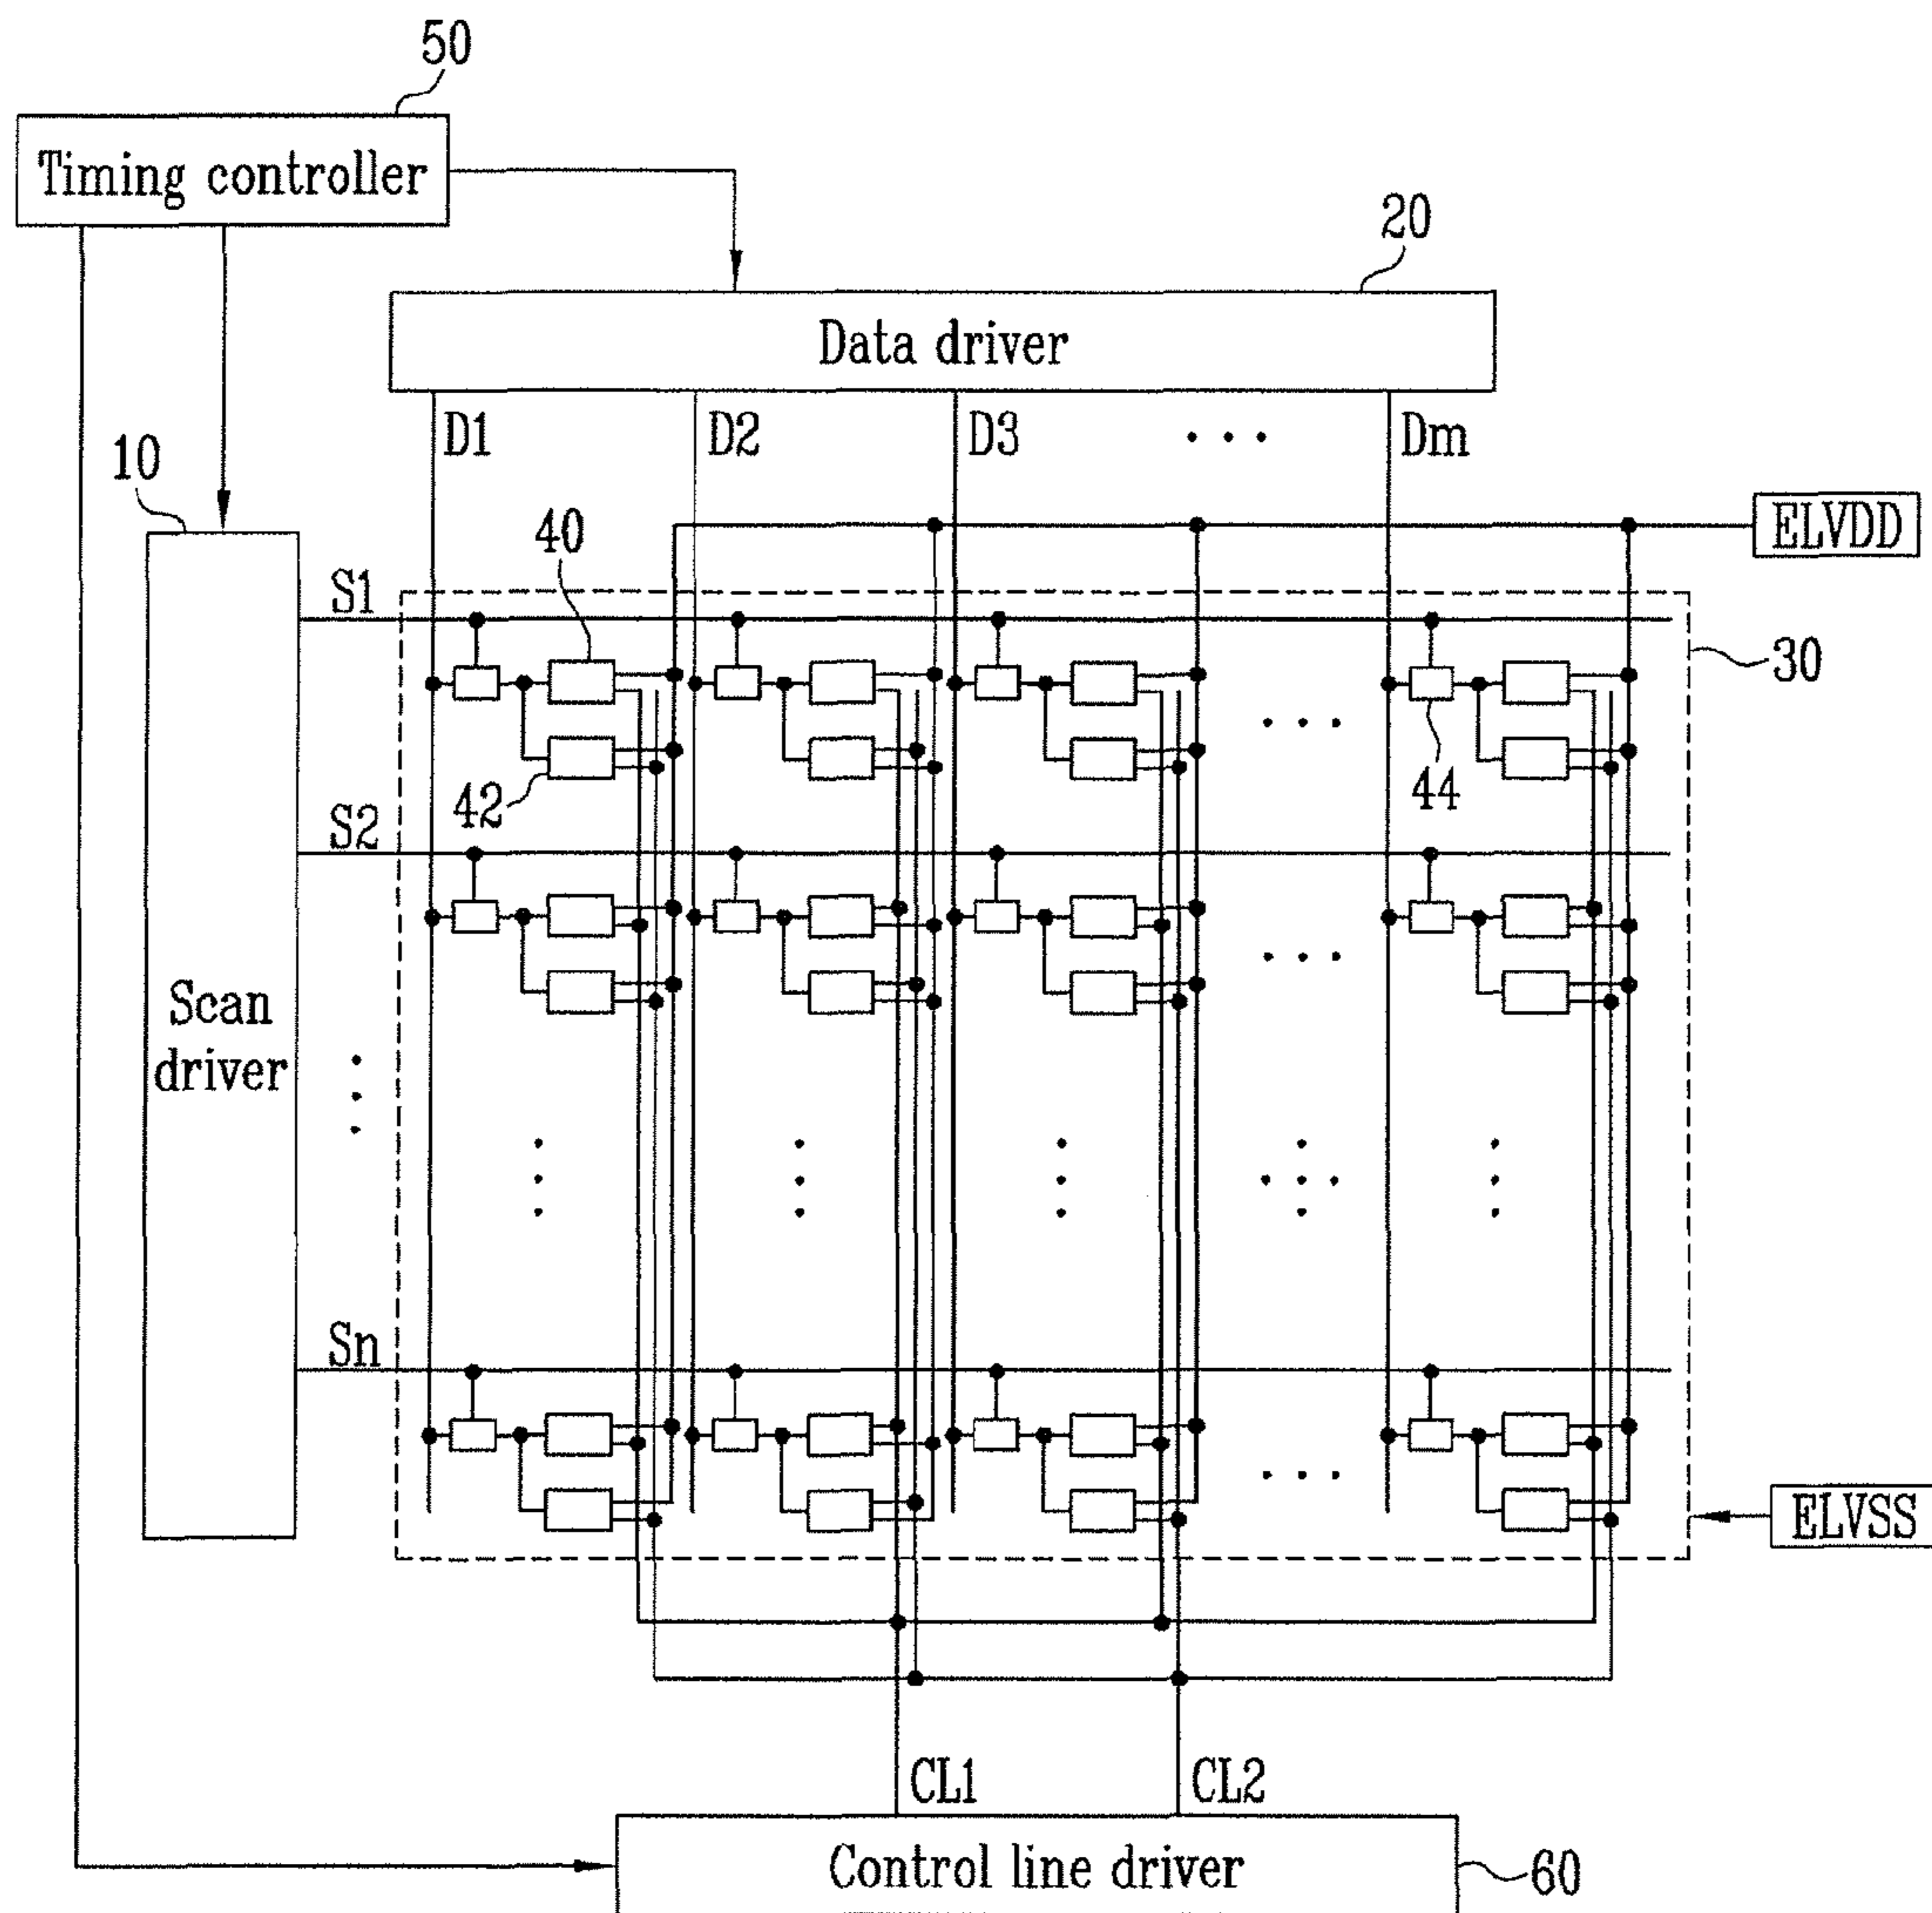 50
Timing controller
20
Data driver
D1 D2 D3 ... Dm
10
40
ELVDD
S1
30
42
44
S2
Scan
driver
Sn
ELVSS
CL1 CL2
Control line driver
60